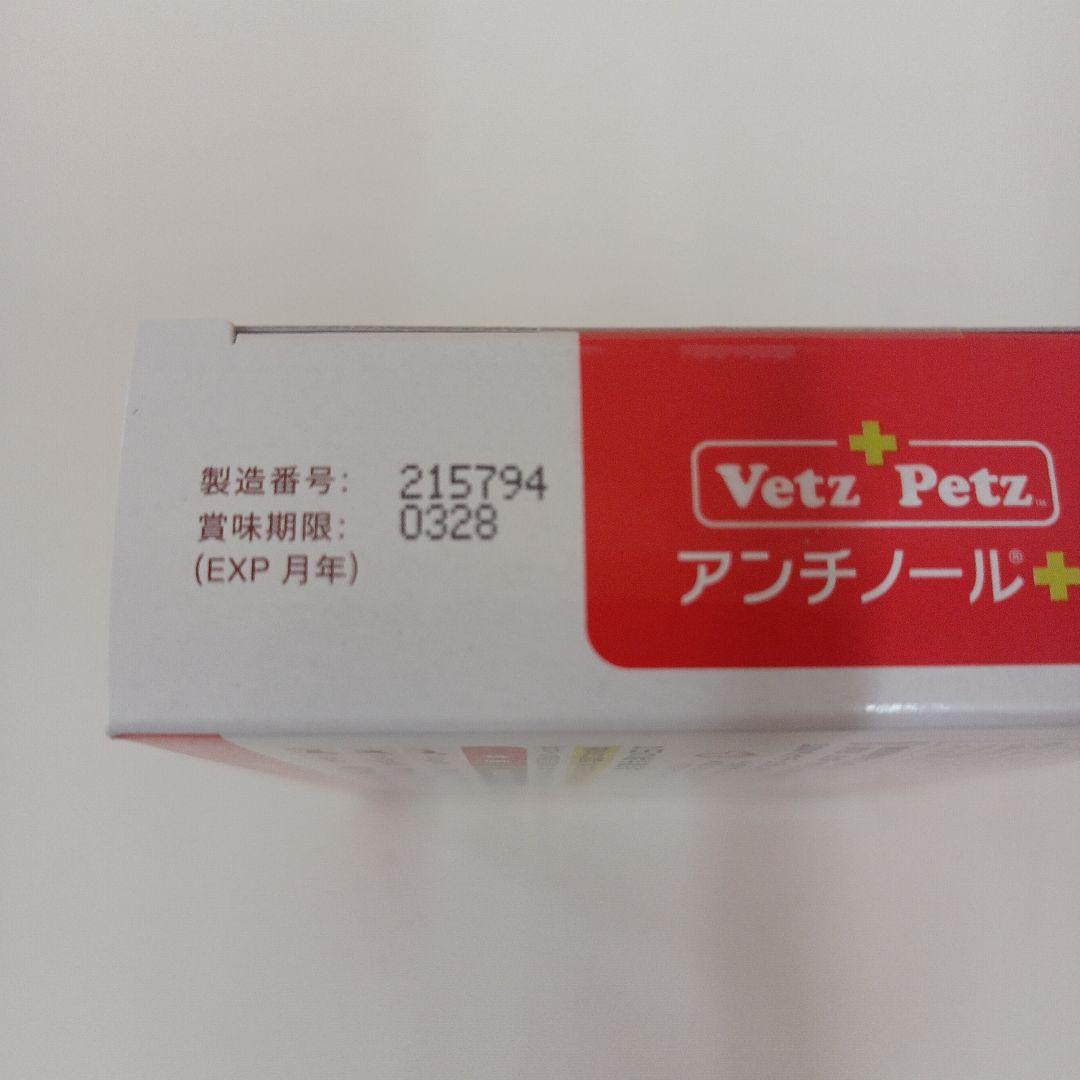 製造番号: 215794
賞味期限: 0328
(EXP 月年)
Vetz Petz™
アンチノール®